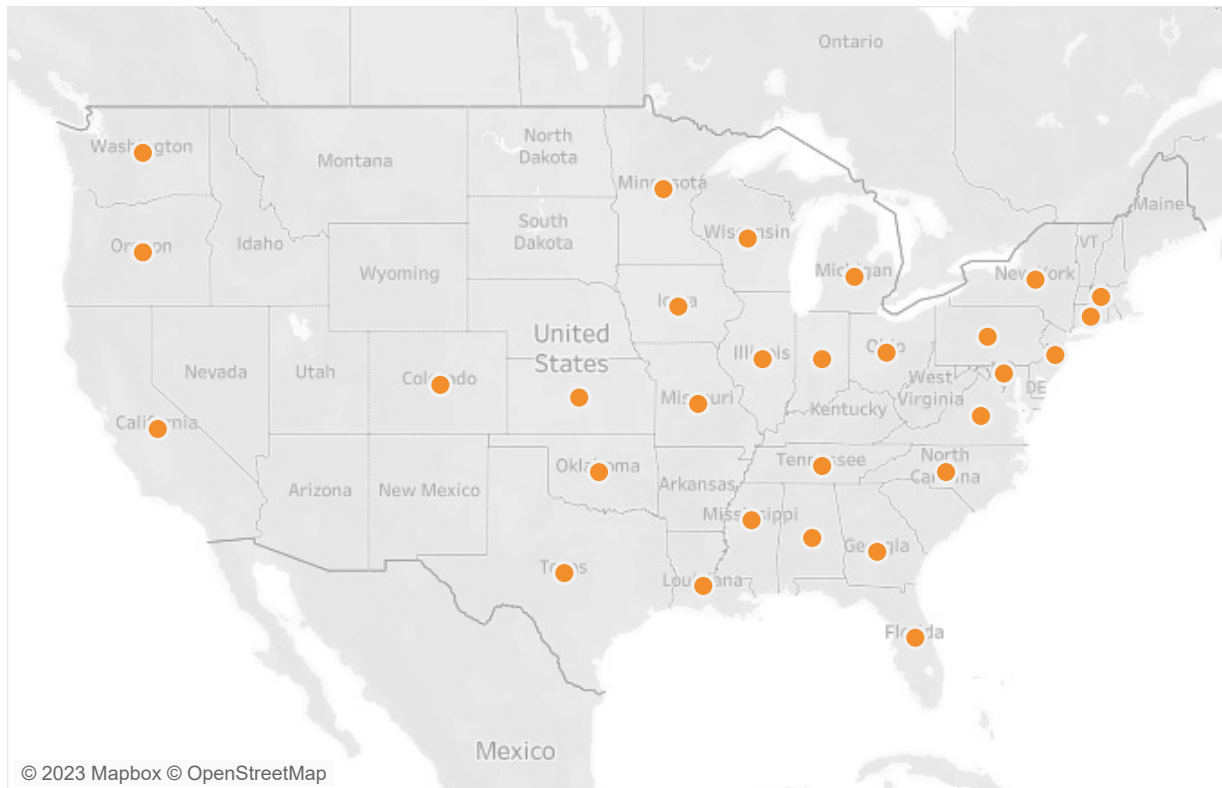 Ontario
Washington
Montana
North
Dakota
Minnesota
Maine
Oregon
Idaho
South
Dakota
Wisconsin
VT
Wyoming
Michigan
New York
Iowa
United
States
Nevada
Utah
Colorado
Illinois
Ohio
West
Virginia
DE
California
Missouri
Kentucky
Oklahoma
Tennessee
North
Carolina
Arizona
New Mexico
Arkansas
Mississippi
Georgia
Texas
Louisiana
Florida
Mexico
© 2023 Mapbox © OpenStreetMap